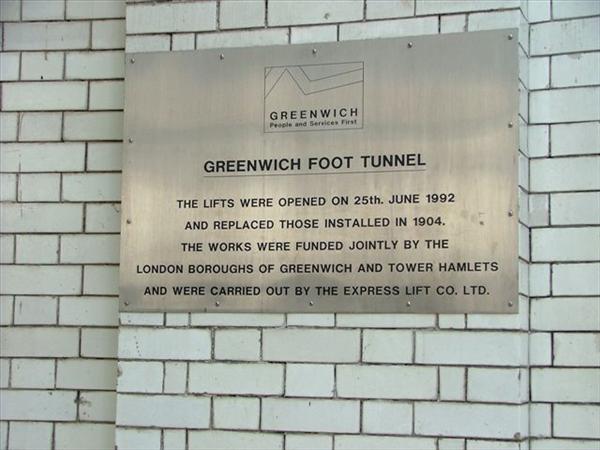 GREENWICH
People and Services First
GREENWICH FOOT TUNNEL
THE LIFTS WERE OPENED ON 25th. JUNE 1992
AND REPLACED THOSE INSTALLED IN 1904.
THE WORKS WERE FUNDED JOINTLY BY THE
LONDON BOROUGHS OF GREENWICH AND TOWER HAMLETS
AND WERE CARRIED OUT BY THE EXPRESS LIFT CO. LTD.